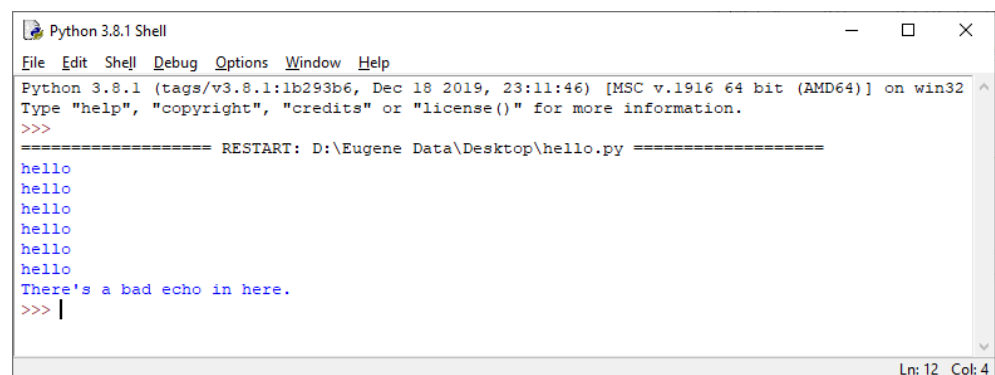 Python 3.8.1 Shell
File Edit Shell Debug Options Window Help
Python 3.8.1 (tags/v3.8.1:1b293b6, Dec 18 2019, 23:11:46) [MSC v.1916 64 bit (AMD64)] on win32
Type "help", "copyright", "credits" or "license()" for more information.
>>>
=================== RESTART: D:\Eugene Data\Desktop\hello.py ===================
hello
hello
hello
hello
hello
hello
There's a bad echo in here.
>>>
Ln: 12 Col: 4